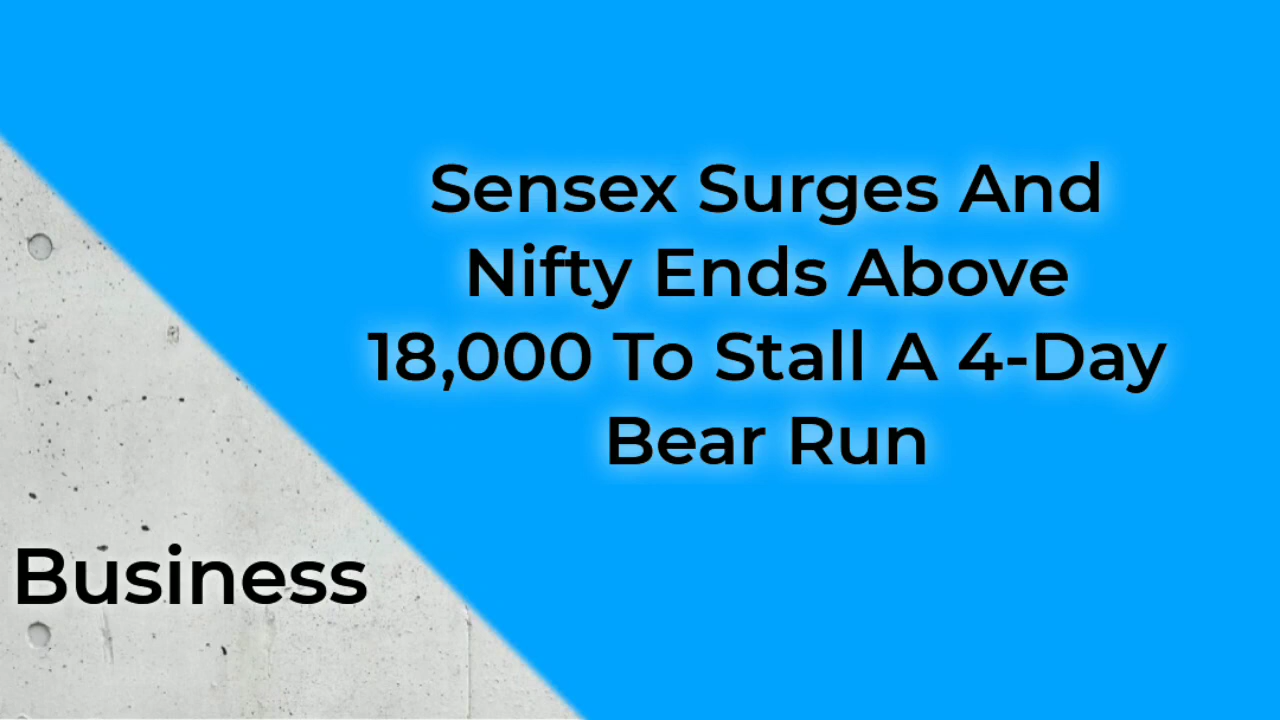 Sensex Surges And
Nifty Ends Above
18,000 To Stall A 4-Day
Bear Run
Business